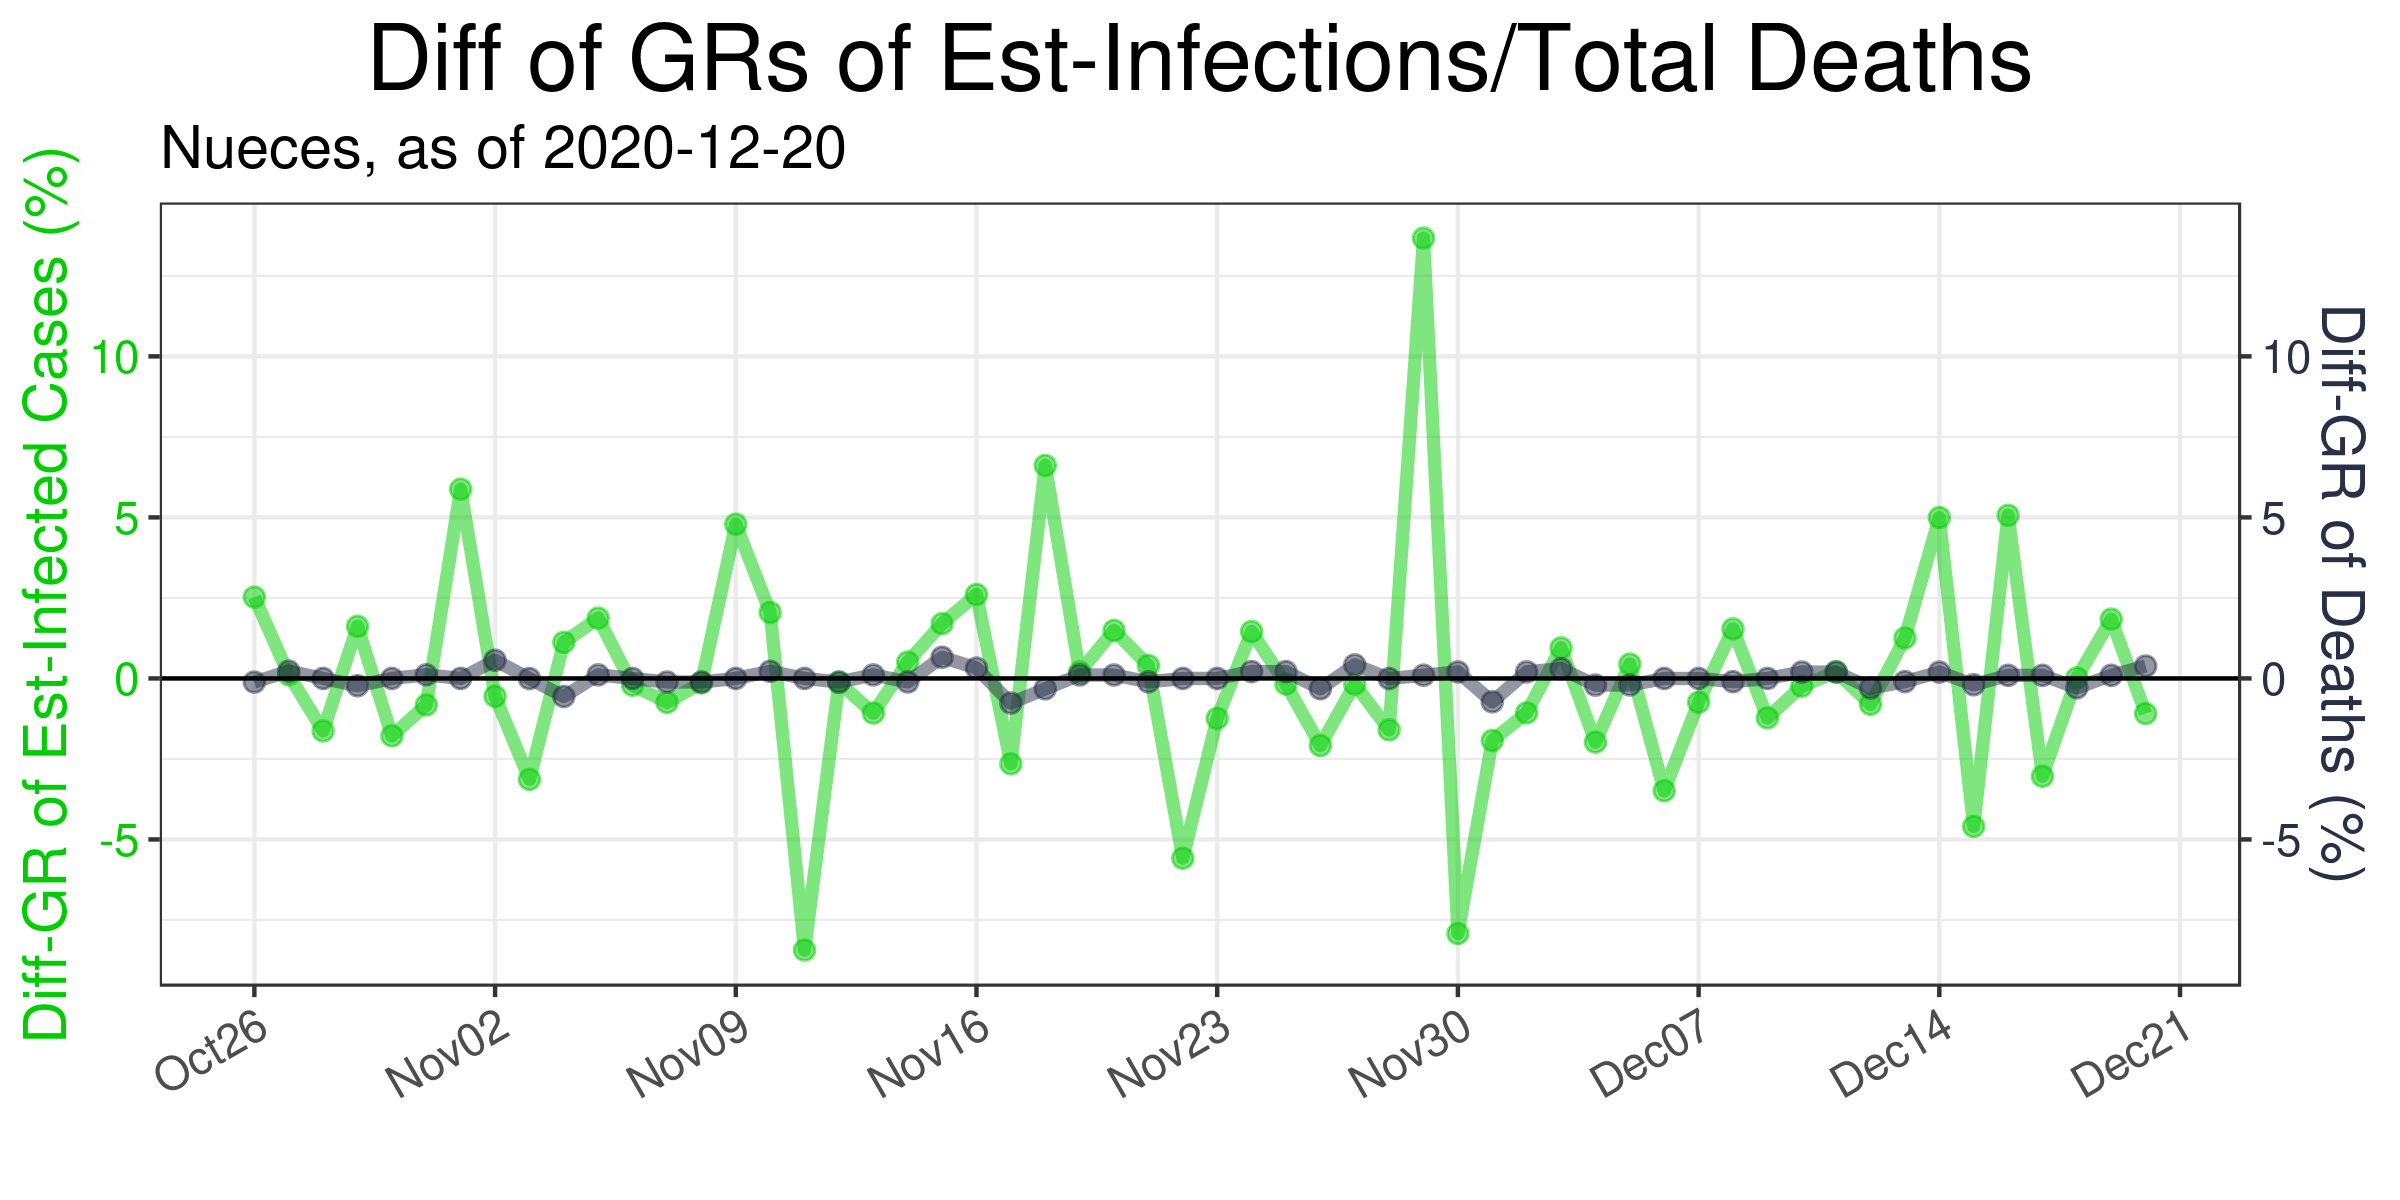 Diff of GRs of Est-Infections/Total Deaths
Nueces, as of 2020-12-20
Diff-GR of Est-Infected Cases (%)
10
5
0
-5
10
5
0
-5
Diff-GR of Deaths (%)
Oct26
Nov02
Nov09
Nov16
Nov23
Nov30
Dec07
Dec14
Dec21